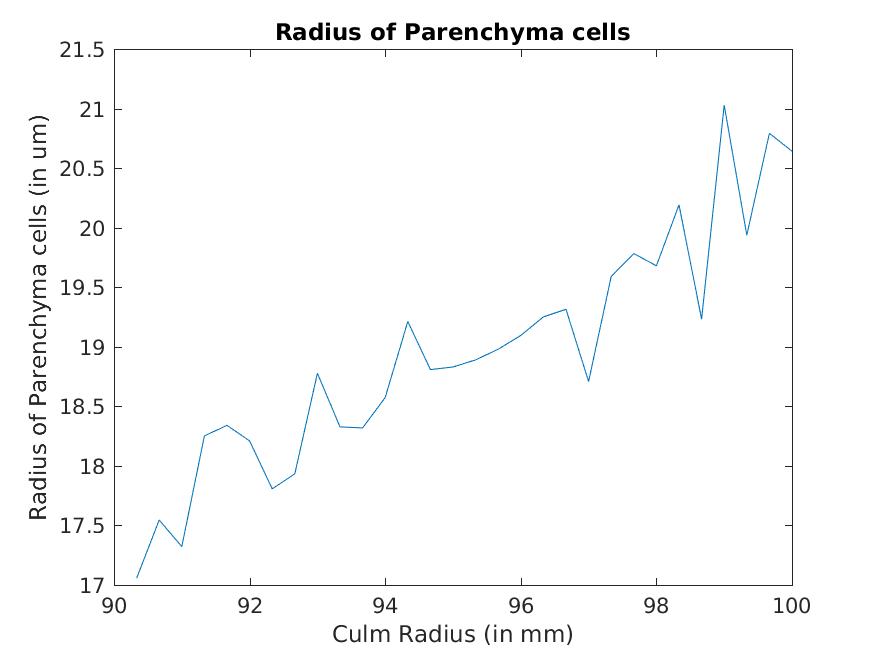 Radius of Parenchyma cells
21.5
21
20.5
20
19.5
19
18.5
18
17.5
17
Radius of Parenchyma cells (in um)
90 92 94 96 98 100
Culm Radius (in mm)